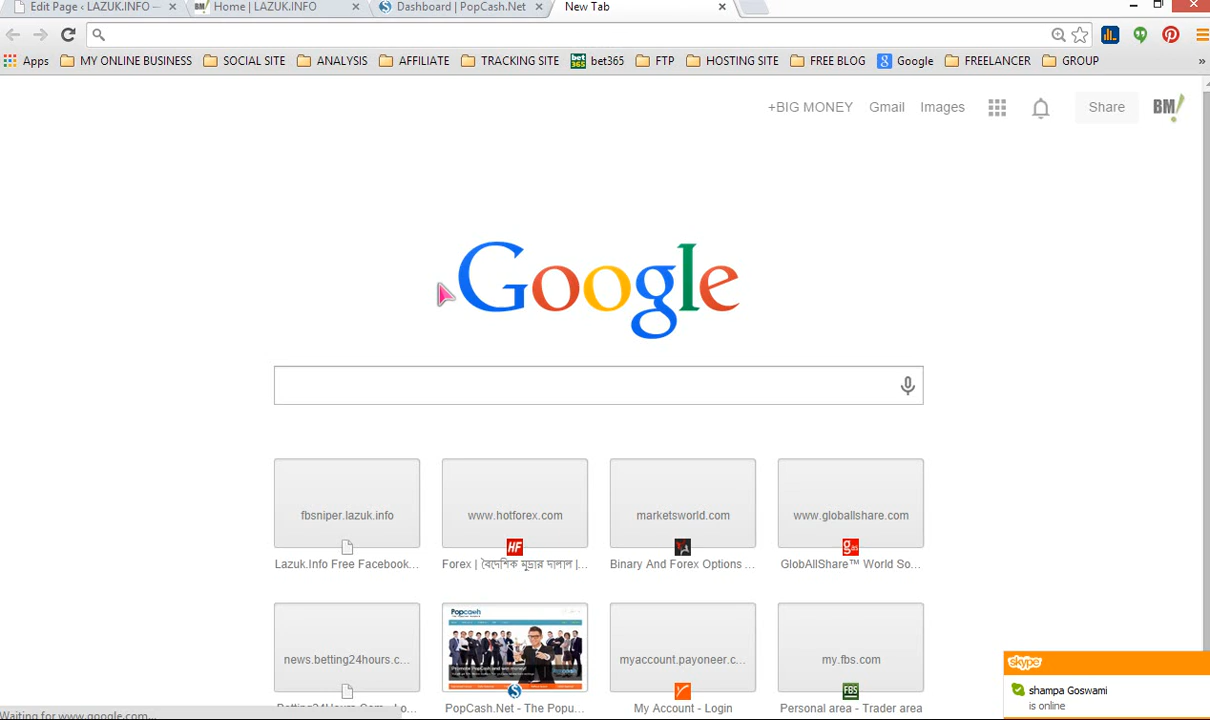 Edit Page ‹ LAZUK.INFO —
Home | LAZUK.INFO
Dashboard | PopCash.Net
New Tab
Apps MY ONLINE BUSINESS SOCIAL SITE ANALYSIS AFFILIATE TRACKING SITE bet365 FTP HOSTING SITE FREE BLOG Google FREELANCER GROUP »
+BIG MONEY Gmail Images Share BM!
Google
fbsniper.lazuk.info www.hotforex.com marketsworld.com www.globallshare.com
Lazuk.Info Free Facebook... Forex | বৈদেশিক মুদ্রার দালাল |... Binary And Forex Options ... GlobAllShare™ World So...
news.betting24hours.c... Popcash myaccount.payoneer.c... my.fbs.com
Betting24Hours.Com - Lo... PopCash.Net - The Popu... My Account - Login Personal area - Trader area
Waiting for www.google.com...
skype
shampa Goswami
is online